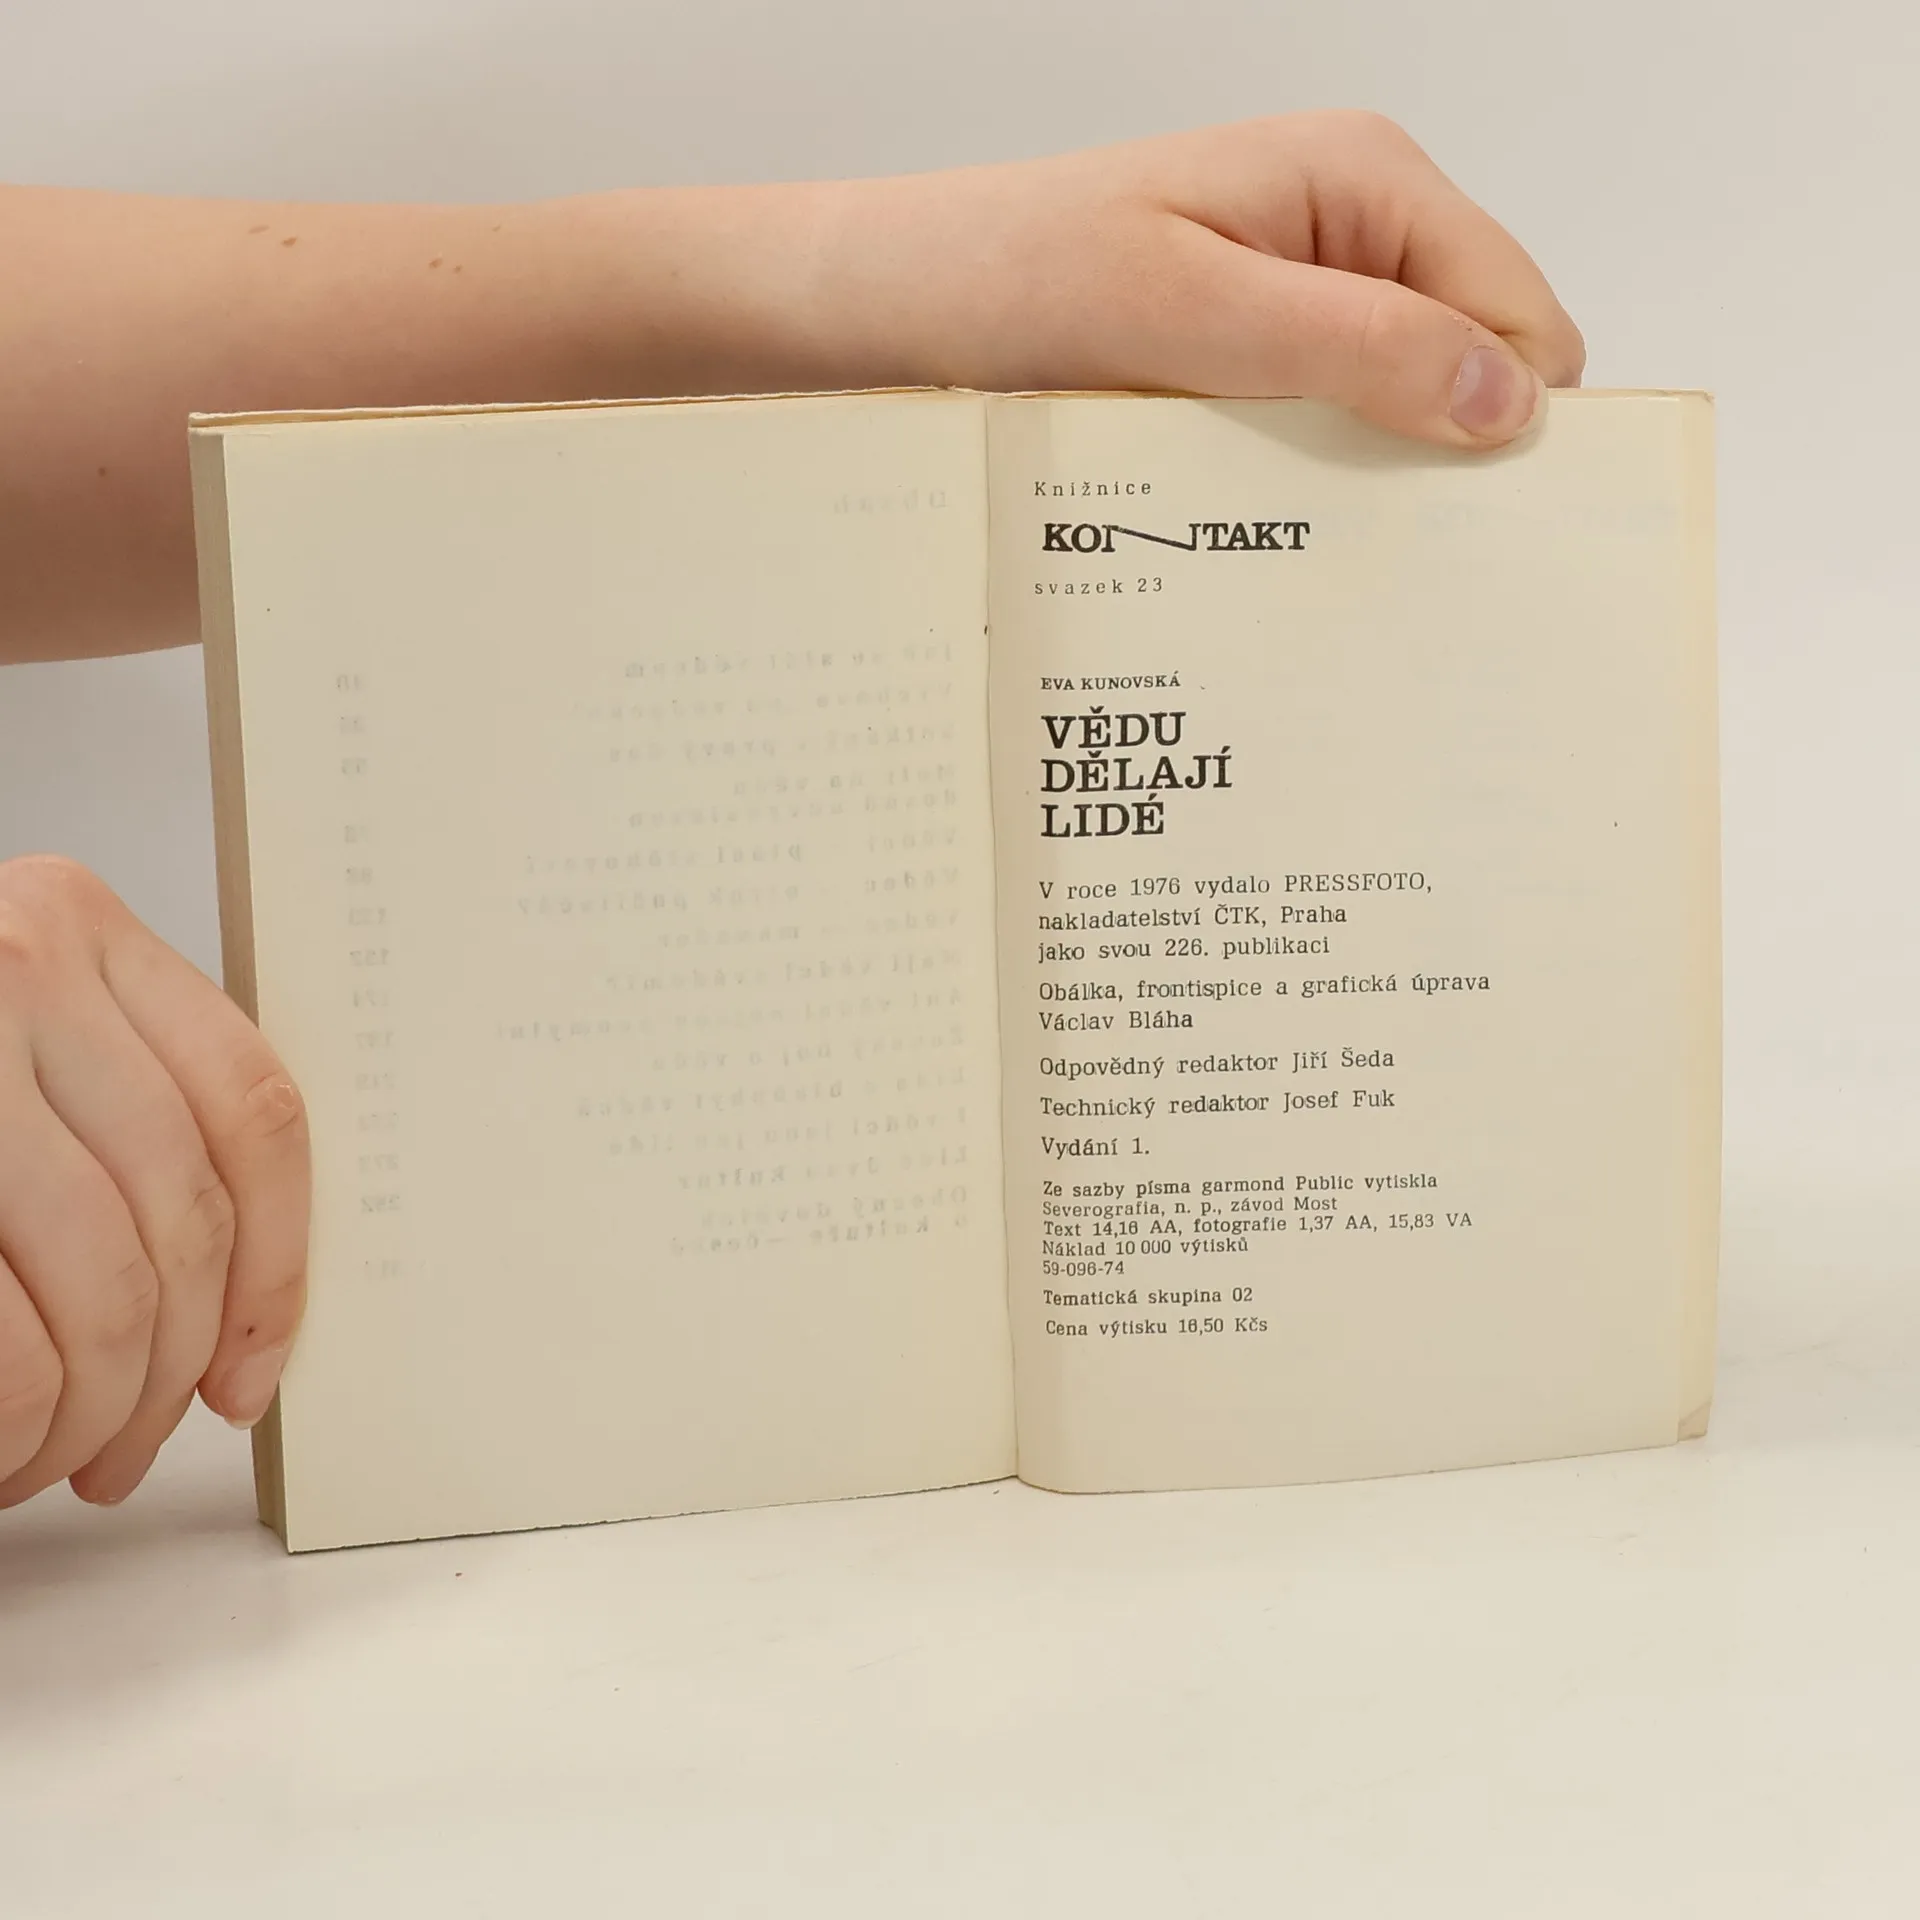 Knižnice
KONTAKT
svazek 23
EVA KUNOVSKÁ
VĚDU
DĚLAJÍ
LIDÉ
V roce 1976 vydalo PRESSFOTO,
nakladatelství ČTK, Praha
jako svou 226. publikaci
Obálka, frontispice a grafická úprava
Václav Bláha
Odpovědný redaktor Jiří Šeda
Technický redaktor Josef Fuk
Vydání 1.
Ze sazby písma garmond Public vytiskla
Severografia, n. p., závod Most
Text 14,16 AA, fotografie 1,37 AA, 15,83 VA
Náklad 10 000 výtisků
59-096-74
Tematická skupina 02
Cena výtisku 16,50 Kčs